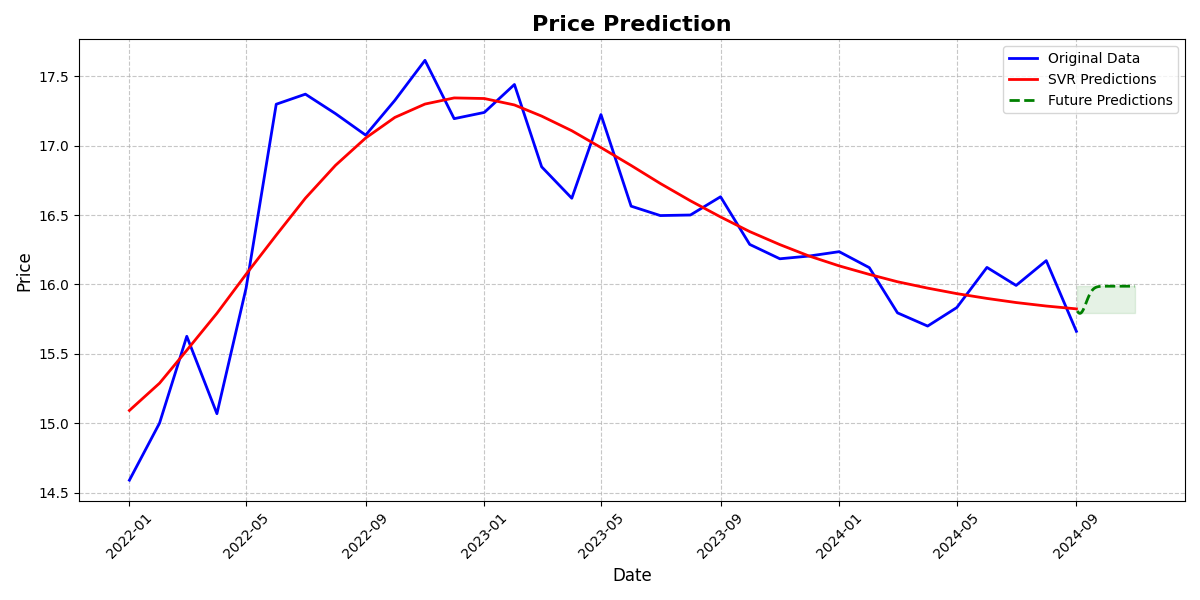 Price Prediction
Original Data
SVR Predictions
Future Predictions
Price
17.5
17.0
16.5
16.0
15.5
15.0
14.5
2022-01
2022-05
2022-09
2023-01
2023-05
2023-09
2024-01
2024-05
2024-09
Date